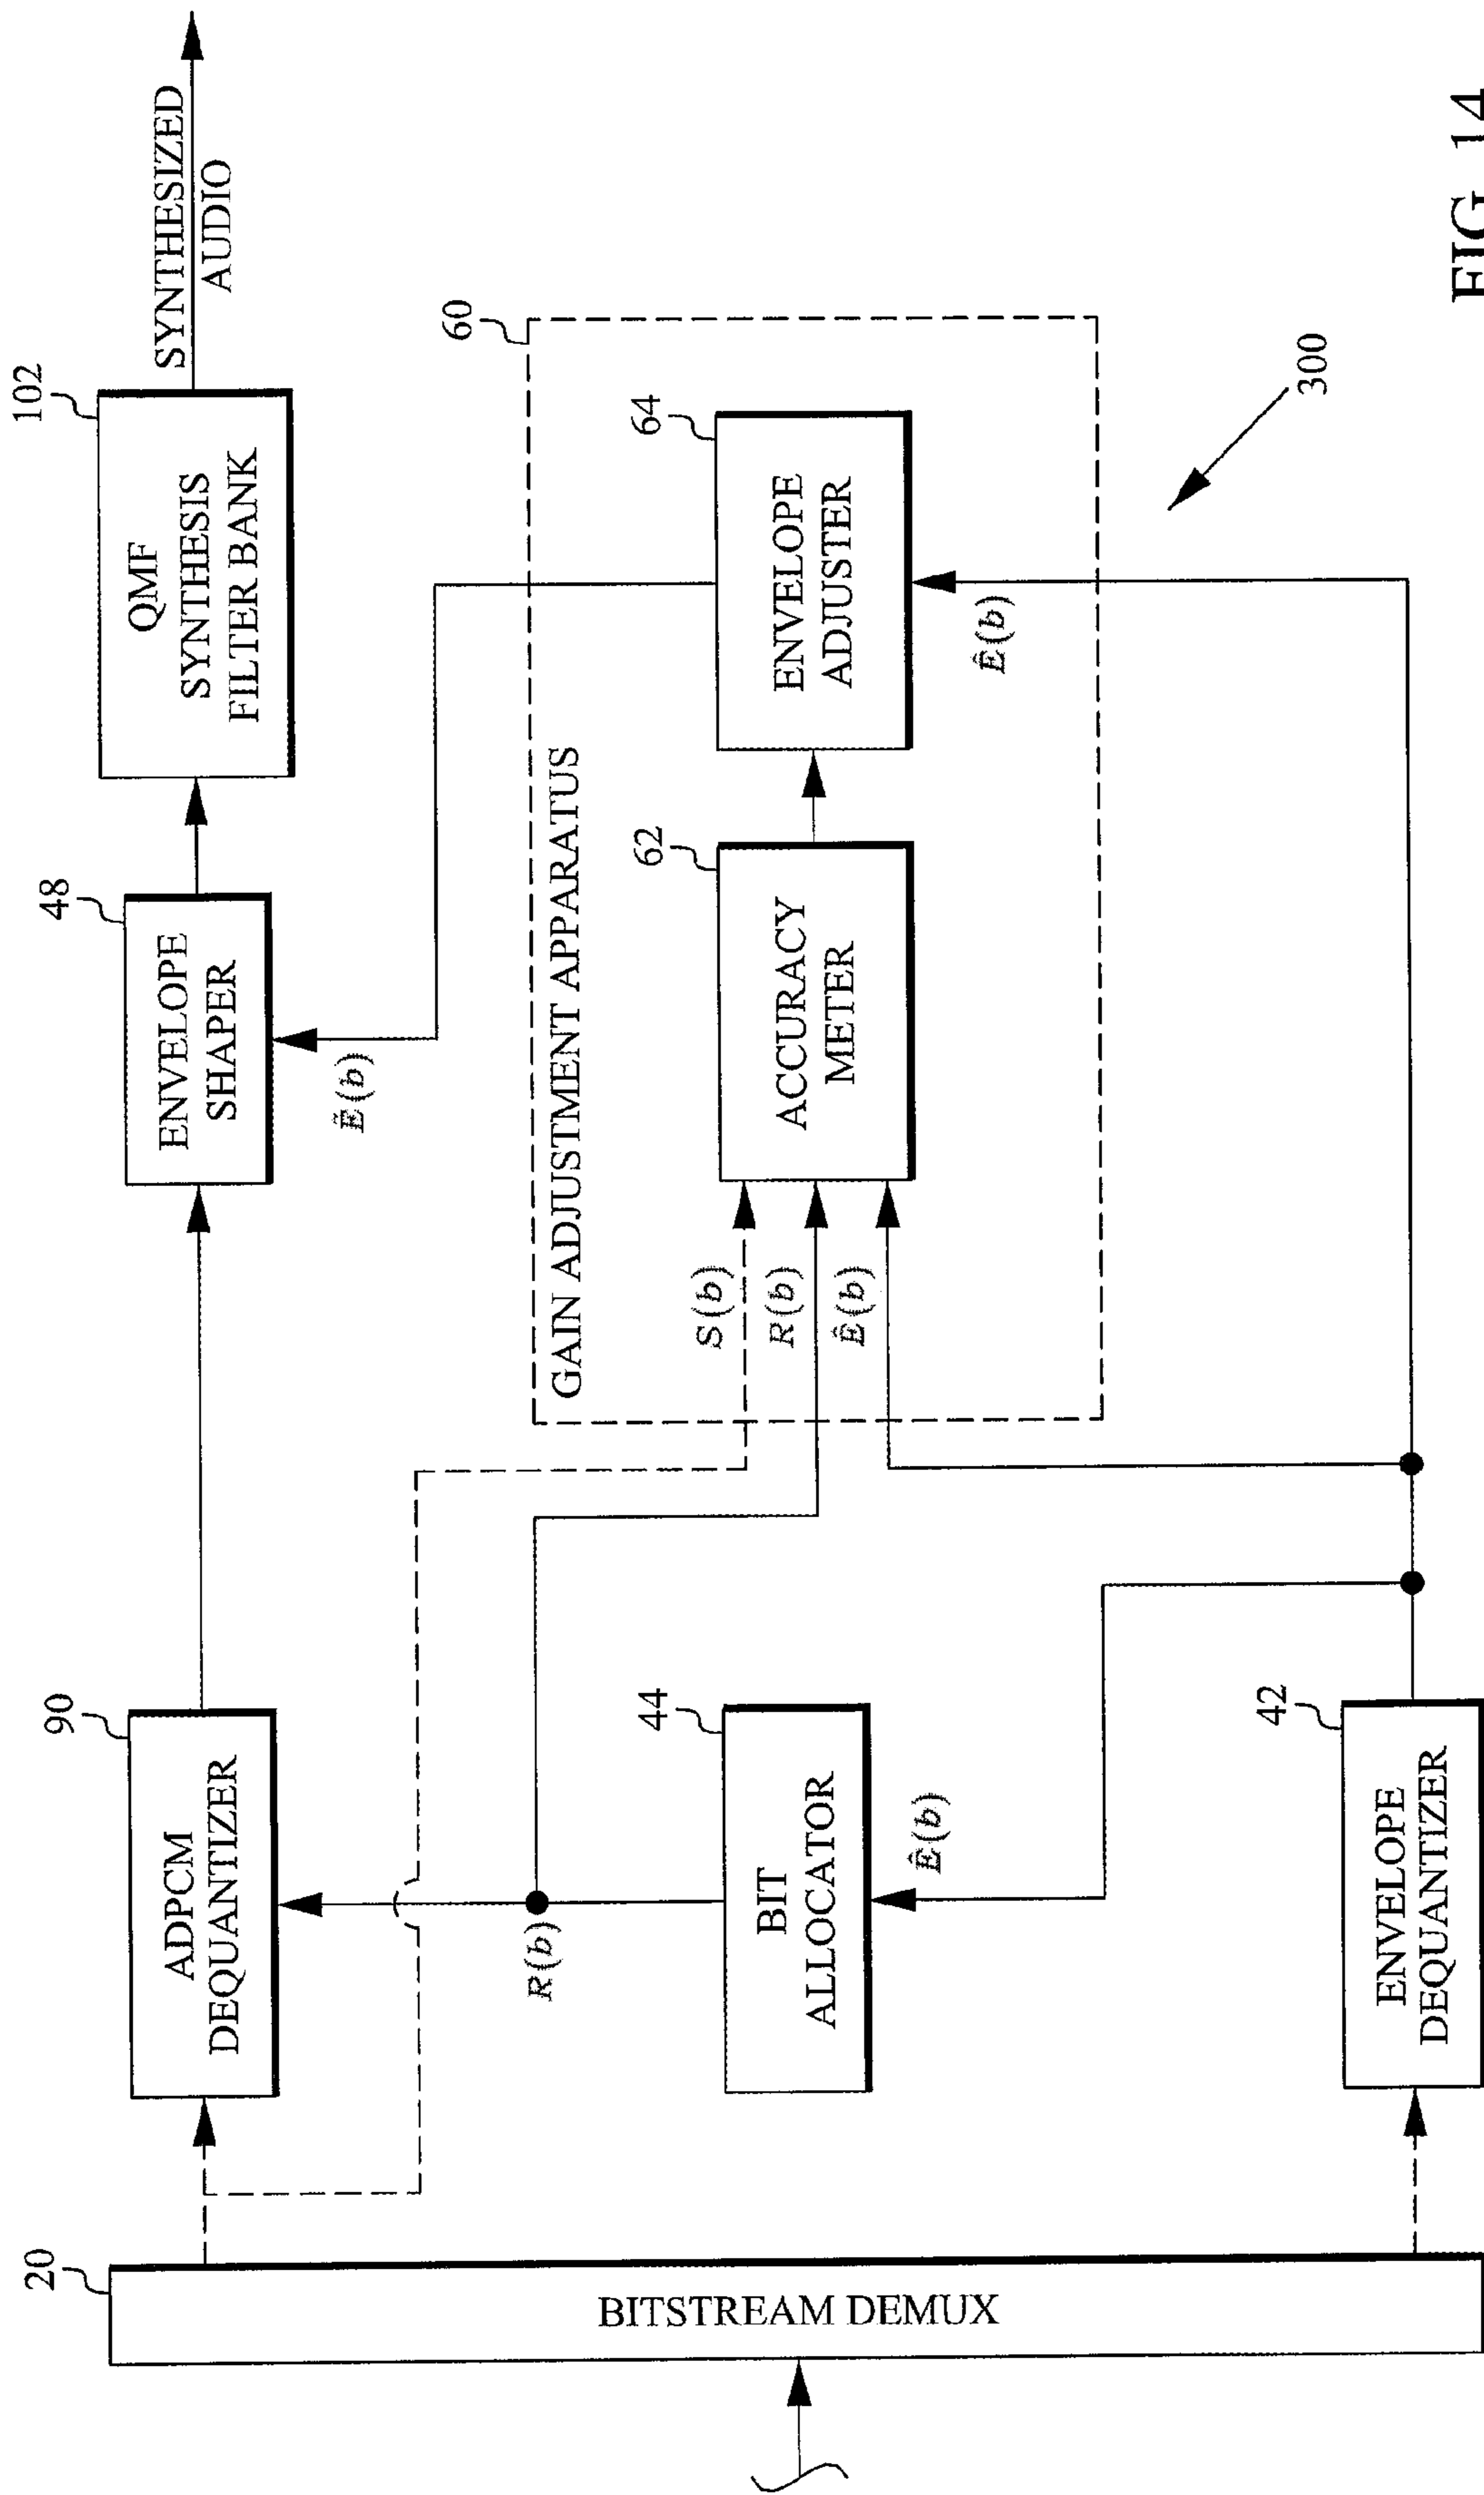 20
BITSTREAM DEMUX
90
ADPCM
DEQUANTIZER
R(b)
44
BIT
ALLOCATOR
Ê(b)
42
ENVELOPE
DEQUANTIZER
48
ENVELOPE
SHAPER
Ẽ(b)
102
QMF
SYNTHESIS
FILTER BANK
SYNTHESIZED
AUDIO
60
GAIN ADJUSTMENT APPARATUS
S(b)
R(b)
Ê(b)
62
ACCURACY
METER
64
ENVELOPE
ADJUSTER
Ê(b)
300
FIG. 14